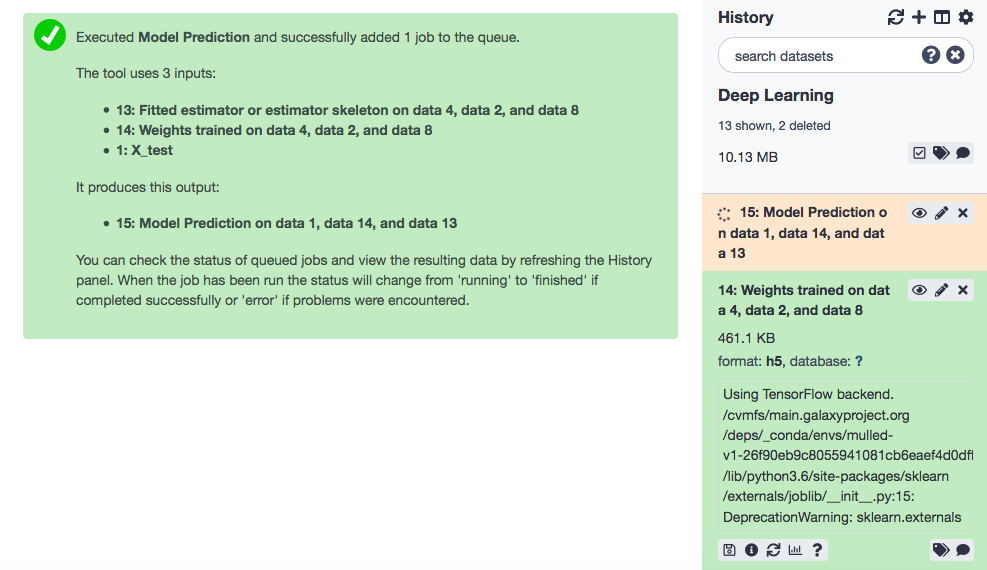 Executed Model Prediction and successfully added 1 job to the queue.
The tool uses 3 inputs:
• 13: Fitted estimator or estimator skeleton on data 4, data 2, and data 8
• 14: Weights trained on data 4, data 2, and data 8
• 1: X_test
It produces this output:
• 15: Model Prediction on data 1, data 14, and data 13
You can check the status of queued jobs and view the resulting data by refreshing the History
panel. When the job has been run the status will change from 'running' to 'finished' if
completed successfully or 'error' if problems were encountered.
History
search datasets
Deep Learning
13 shown, 2 deleted
10.13 MB
15: Model Prediction o
n data 1, data 14, and dat
a 13
14: Weights trained on dat
a 4, data 2, and data 8
461.1 KB
format: h5, database: ?
Using TensorFlow backend.
/cvmfs/main.galaxyproject.org
/deps/_conda/envs/mulled-
v1-26f90eb9c8055941081cb6eaef4d0dfl
/lib/python3.6/site-packages/sklearn
/externals/joblib/__init__.py:15:
DeprecationWarning: sklearn.externals